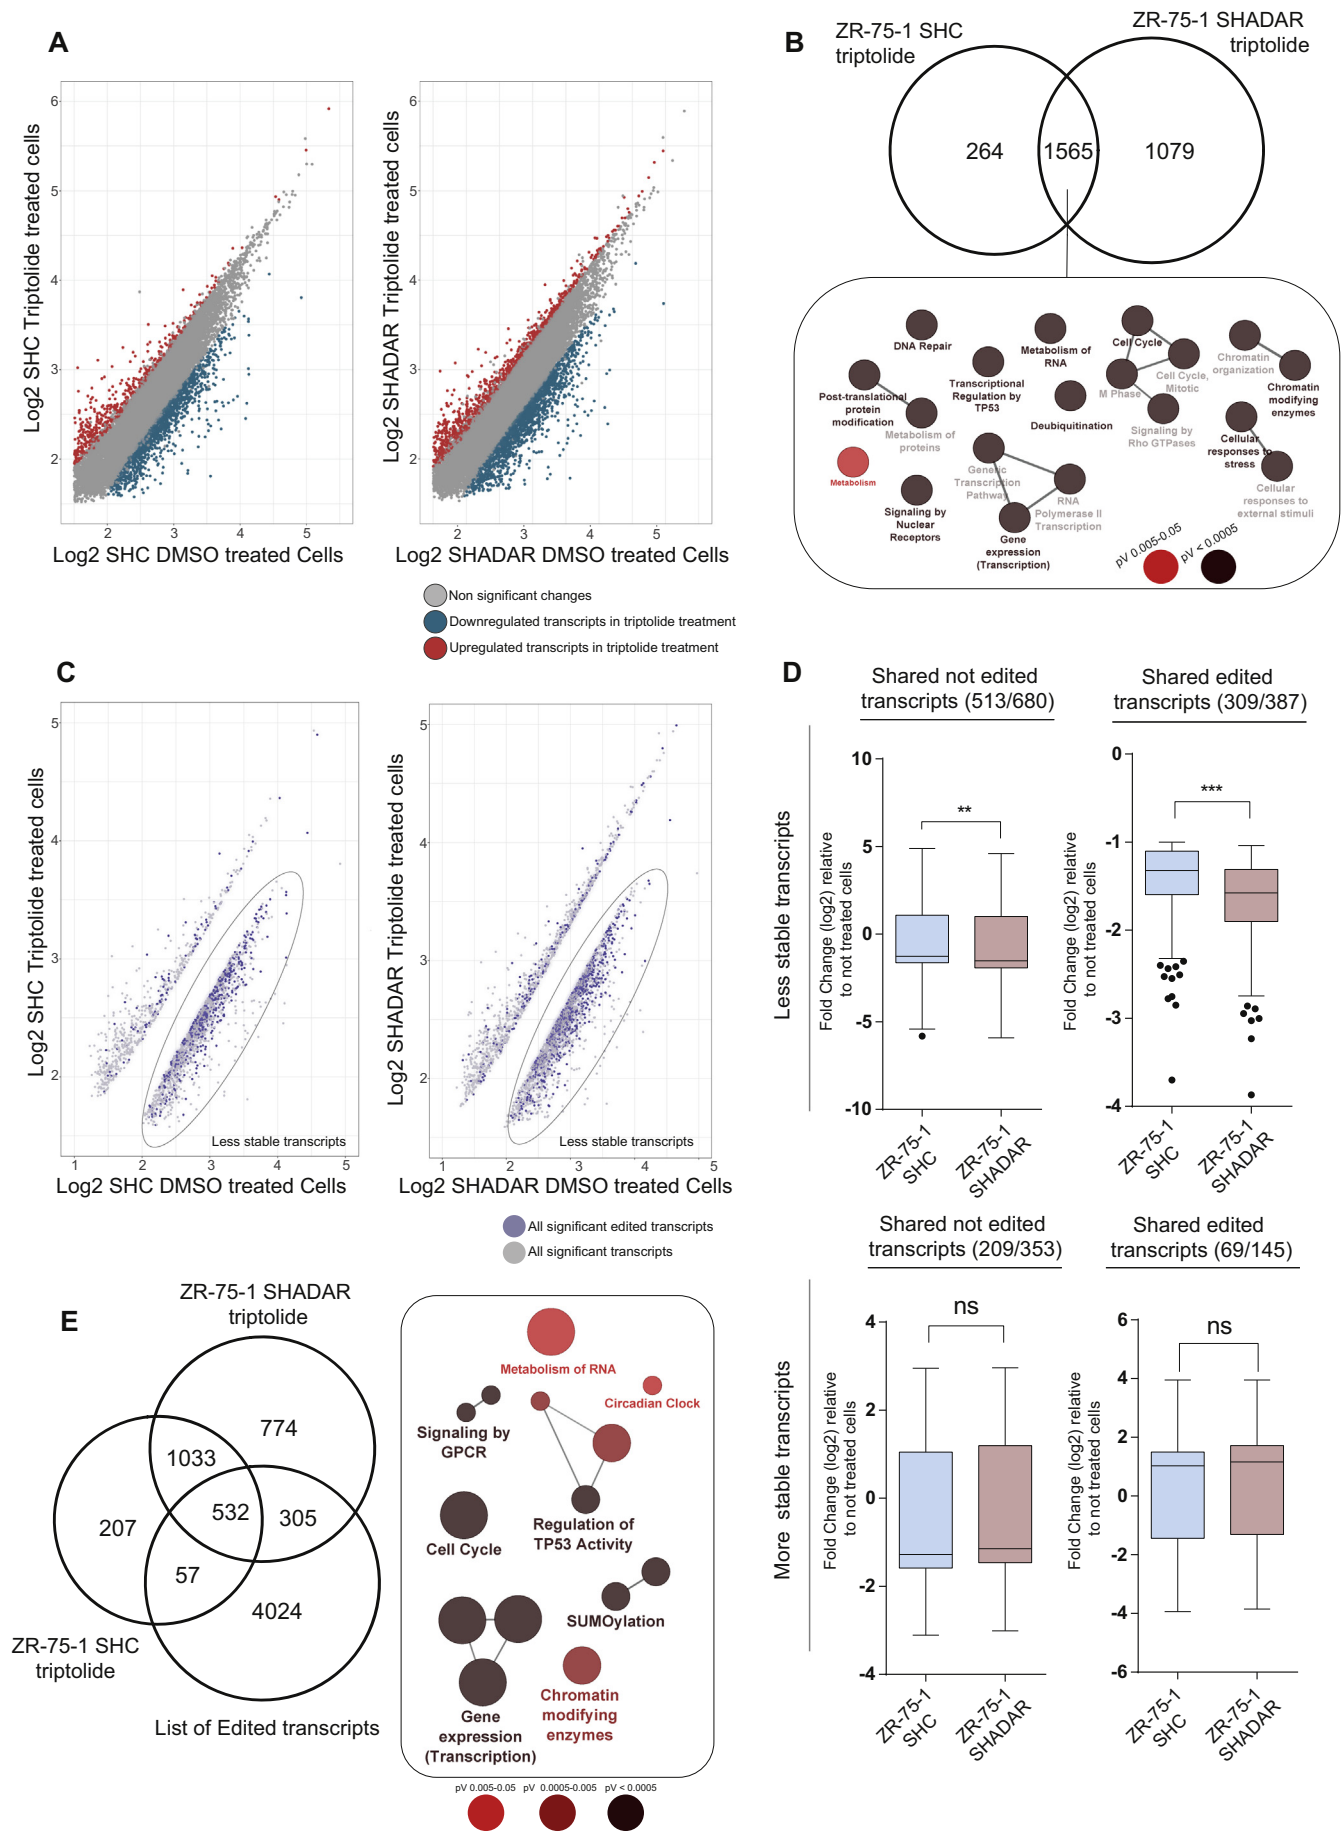 A
Log2 SHC Triptolide treated cells
6
5
4
3
2
2
3
4
5
Log2 SHC DMSO treated Cells
Log2 SHADAR Triptolide treated cells
6
5
4
3
2
2
3
4
5
Log2 SHADAR DMSO treated Cells
Non significant changes
Downregulated transcripts in triptolide treatment
Upregulated transcripts in triptolide treatment
B
ZR-75-1 SHC
triptolide
ZR-75-1 SHADAR
triptolide
264
1565
1079
DNA Repair
Metabolism of
RNA
Cell Cycle
Cell Cycle,
Mitotic
M Phase
Chromatin
organization
Chromatin
modifying
enzymes
Post-translational
protein
modification
Metabolism of
proteins
Transcriptional
Regulation by
TP53
Deubiquitination
Signaling by
Rho GTPases
Cellular
responses to
stress
Cellular
responses to
external stimuli
Metabolism
Signaling by
Nuclear
Receptors
Generic
Transcription
Pathway
RNA
Polymerase II
Transcription
Gene
expression
(Transcription)
pV 0.005-0.05
pV < 0.0005
C
Log2 SHC Triptolide treated cells
5
4
3
2
Less stable transcripts
1
2
3
4
5
Log2 SHC DMSO treated Cells
Log2 SHADAR Triptolide treated cells
5
4
3
2
Less stable transcripts
1
2
3
4
5
Log2 SHADAR DMSO treated Cells
All significant edited transcripts
All significant transcripts
D
Less stable transcripts
Shared not edited
transcripts (513/680)
Fold Change (log2) relative
to not treated cells
10
5
0
-5
-10
**
ZR-75-1
SHC
ZR-75-1
SHADAR
Shared edited
transcripts (309/387)
Fold Change (log2) relative
to not treated cells
0
-1
-2
-3
-4
***
ZR-75-1
SHC
ZR-75-1
SHADAR
More stable transcripts
Shared not edited
transcripts (209/353)
Fold Change (log2) relative
to not treated cells
4
2
0
-2
-4
ns
ZR-75-1
SHC
ZR-75-1
SHADAR
Shared edited
transcripts (69/145)
Fold Change (log2) relative
to not treated cells
6
4
2
0
-2
-4
-6
ns
ZR-75-1
SHC
ZR-75-1
SHADAR
E
ZR-75-1 SHADAR
triptolide
774
1033
532
305
207
57
4024
ZR-75-1 SHC
triptolide
List of Edited transcripts
Metabolism of RNA
Circadian Clock
Signaling by
GPCR
Cell Cycle
Regulation of
TP53 Activity
SUMOylation
Gene
expression
(Transcription)
Chromatin
modifying
enzymes
pV 0.005-0.05
pV 0.0005-0.005
pV < 0.0005